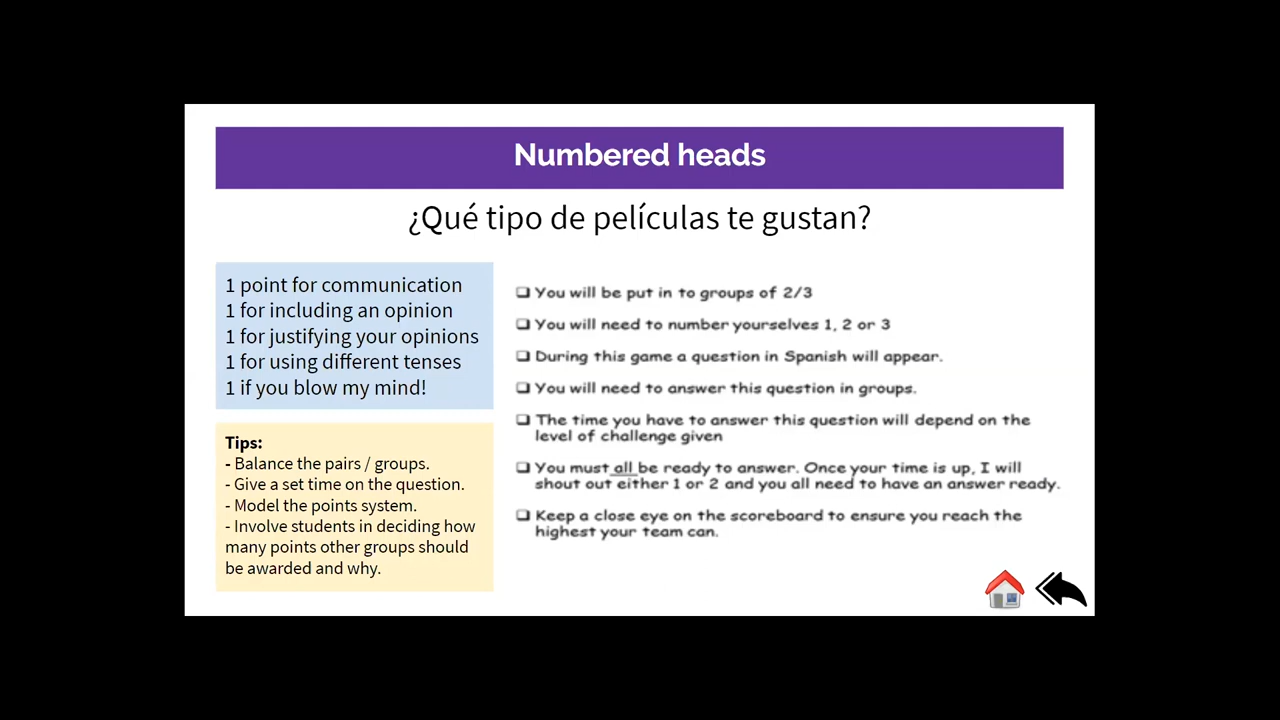 Numbered heads
¿Qué tipo de películas te gustan?
1 point for communication
1 for including an opinion
1 for justifying your opinions
1 for using different tenses
1 if you blow my mind!
Tips:
- Balance the pairs / groups.
- Give a set time on the question.
- Model the points system.
- Involve students in deciding how
many points other groups should
be awarded and why.
You will be put in to groups of 2/3
You will need to number yourselves 1, 2 or 3
During this game a question in Spanish will appear.
You will need to answer this question in groups.
The time you have to answer this question will depend on the
level of challenge given
You must all be ready to answer. Once your time is up, I will
shout out either 1 or 2 and you all need to have an answer ready.
Keep a close eye on the scoreboard to ensure you reach the
highest your team can.